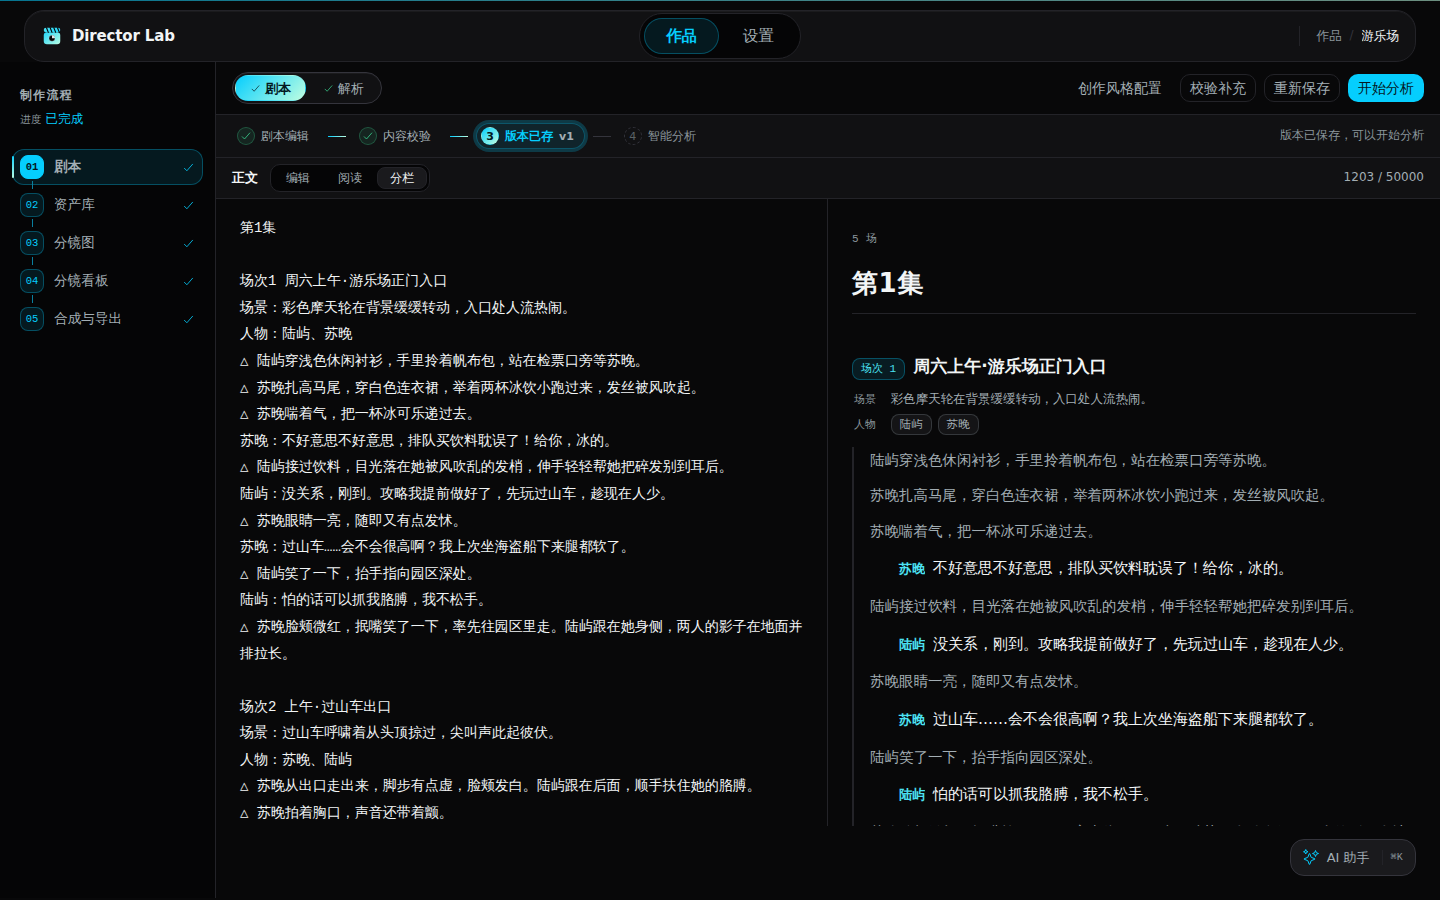 Director Lab
作品
设置
作品 / 游乐场
制作流程
进度 已完成
01 剧本
02 资产库
03 分镜图
04 分镜看板
05 合成与导出
剧本
解析
创作风格配置
校验补充
重新保存
开始分析
剧本编辑
内容校验
3 版本已存 v1
4 智能分析
版本已保存，可以开始分析
正文
编辑
阅读
分栏
1203 / 50000
第1集
场次1 周六上午·游乐场正门入口
场景：彩色摩天轮在背景缓缓转动，入口处人流热闹。
人物：陆屿、苏晚
△ 陆屿穿浅色休闲衬衫，手里拎着帆布包，站在检票口旁等苏晚。
△ 苏晚扎高马尾，穿白色连衣裙，举着两杯冰饮小跑过来，发丝被风吹起。
△ 苏晚喘着气，把一杯冰可乐递过去。
苏晚：不好意思不好意思，排队买饮料耽误了！给你，冰的。
△ 陆屿接过饮料，目光落在她被风吹乱的发梢，伸手轻轻帮她把碎发别到耳后。
陆屿：没关系，刚到。攻略我提前做好了，先玩过山车，趁现在人少。
△ 苏晚眼睛一亮，随即又有点发怵。
苏晚：过山车……会不会很高啊？我上次坐海盗船下来腿都软了。
△ 陆屿笑了一下，抬手指向园区深处。
陆屿：怕的话可以抓我胳膊，我不松手。
△ 苏晚脸颊微红，抿嘴笑了一下，率先往园区里走。陆屿跟在她身侧，两人的影子在地面并
排拉长。
场次2 上午·过山车出口
场景：过山车呼啸着从头顶掠过，尖叫声此起彼伏。
人物：苏晚、陆屿
△ 苏晚从出口走出来，脚步有点虚，脸颊发白。陆屿跟在后面，顺手扶住她的胳膊。
△ 苏晚拍着胸口，声音还带着颤。
5 场
第1集
场次 1 周六上午·游乐场正门入口
场景 彩色摩天轮在背景缓缓转动，入口处人流热闹。
人物 陆屿 苏晚
陆屿穿浅色休闲衬衫，手里拎着帆布包，站在检票口旁等苏晚。
苏晚扎高马尾，穿白色连衣裙，举着两杯冰饮小跑过来，发丝被风吹起。
苏晚喘着气，把一杯冰可乐递过去。
苏晚 不好意思不好意思，排队买饮料耽误了！给你，冰的。
陆屿接过饮料，目光落在她被风吹乱的发梢，伸手轻轻帮她把碎发别到耳后。
陆屿 没关系，刚到。攻略我提前做好了，先玩过山车，趁现在人少。
苏晚眼睛一亮，随即又有点发怵。
苏晚 过山车……会不会很高啊？我上次坐海盗船下来腿都软了。
陆屿笑了一下，抬手指向园区深处。
陆屿 怕的话可以抓我胳膊，我不松手。
AI 助手 ⌘K